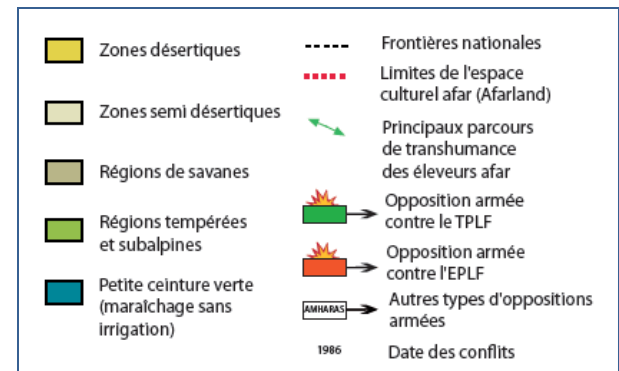 Zones désertiques
Zones semi désertiques
Régions de savanes
Régions tempérées
et subalpines
Petite ceinture verte
(maraîchage sans
irrigation)
Frontières nationales
Limites de l'espace
culturel afar (Afarland)
Principaux parcours
de transhumance
des éleveurs afar
Opposition armée
contre le TPLF
Opposition armée
contre l'EPLF
AMHARAS
Autres types d'oppositions
armées
1986
Date des conflits